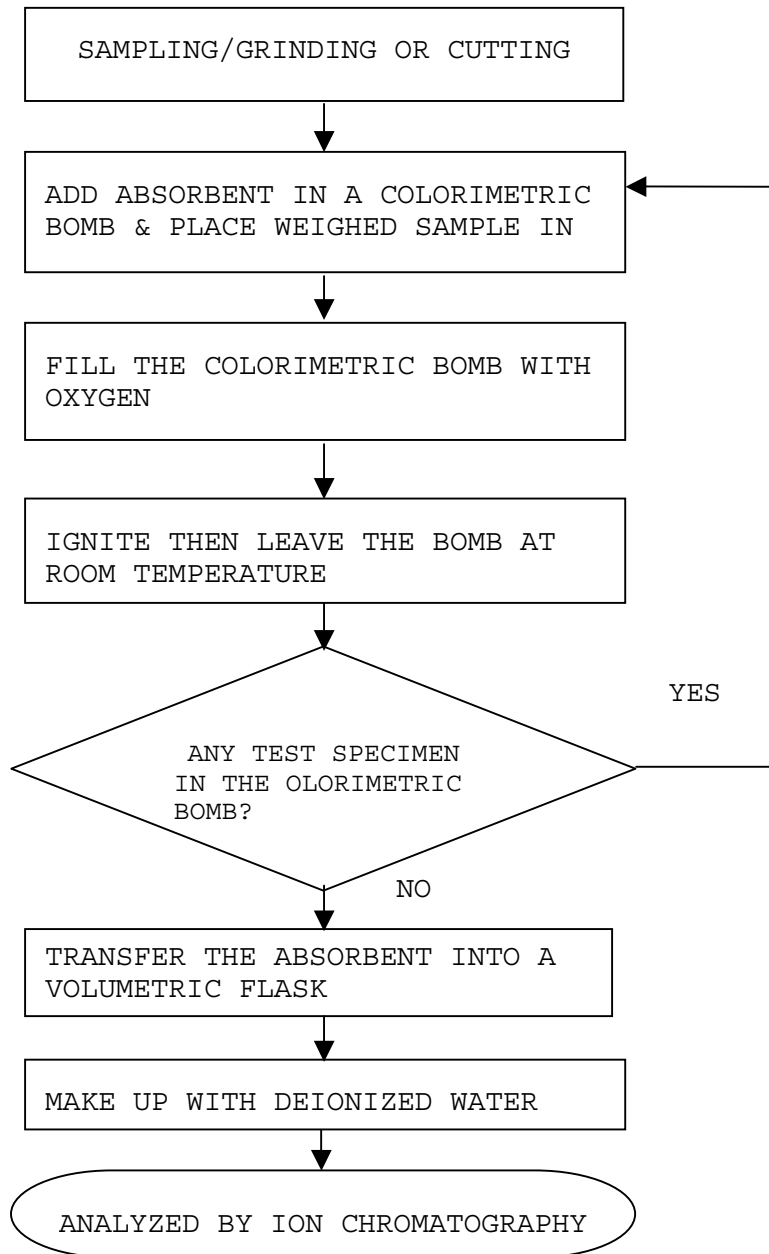 SAMPLING/GRINDING OR CUTTING
ADD ABSORBENT IN A COLORIMETRIC
BOMB & PLACE WEIGHED SAMPLE IN
FILL THE COLORIMETRIC BOMB WITH
OXYGEN
IGNITE THEN LEAVE THE BOMB AT
ROOM TEMPERATURE
YES
ANY TEST SPECIMEN
IN THE OLORIMETRIC
BOMB?
NO
TRANSFER THE ABSORBENT INTO A
VOLUMETRIC FLASK
MAKE UP WITH DEIONIZED WATER
ANALYZED BY ION CHROMATOGRAPHY